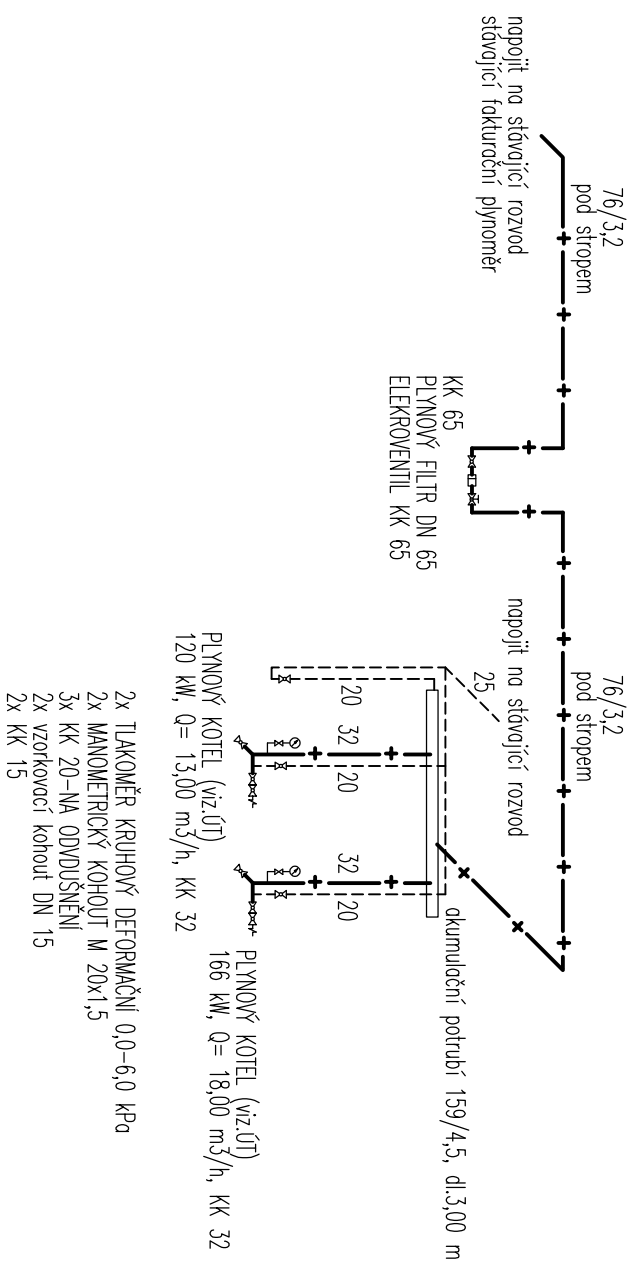 76/3,2
pod stropem
napojit na stávající rozvod
stávající fakturační plynoměr
KK 65
PLYNOVÝ FILTR DN 65
ELEKROVENTIL KK 65
76/3,2
pod stropem
napojit na stávající rozvod
25
akumulační potrubí 159/4,5, dl.3,00 m
20
32
20
32
20
PLYNOVÝ KOTEL (viz.ÚT)
120 kW, Q= 13,00 m3/h, KK 32
PLYNOVÝ KOTEL (viz.ÚT)
166 kW, Q= 18,00 m3/h, KK 32
2x TLAKOMĚR KRUHOVÝ DEFORMAČNÍ 0,0-6,0 kPa
2x MANOMETRICKÝ KOHOUT M 20x1,5
3x KK 20-NA ODVDUŠNĚNÍ
2x vzorkovací kohout DN 15
2x KK 15